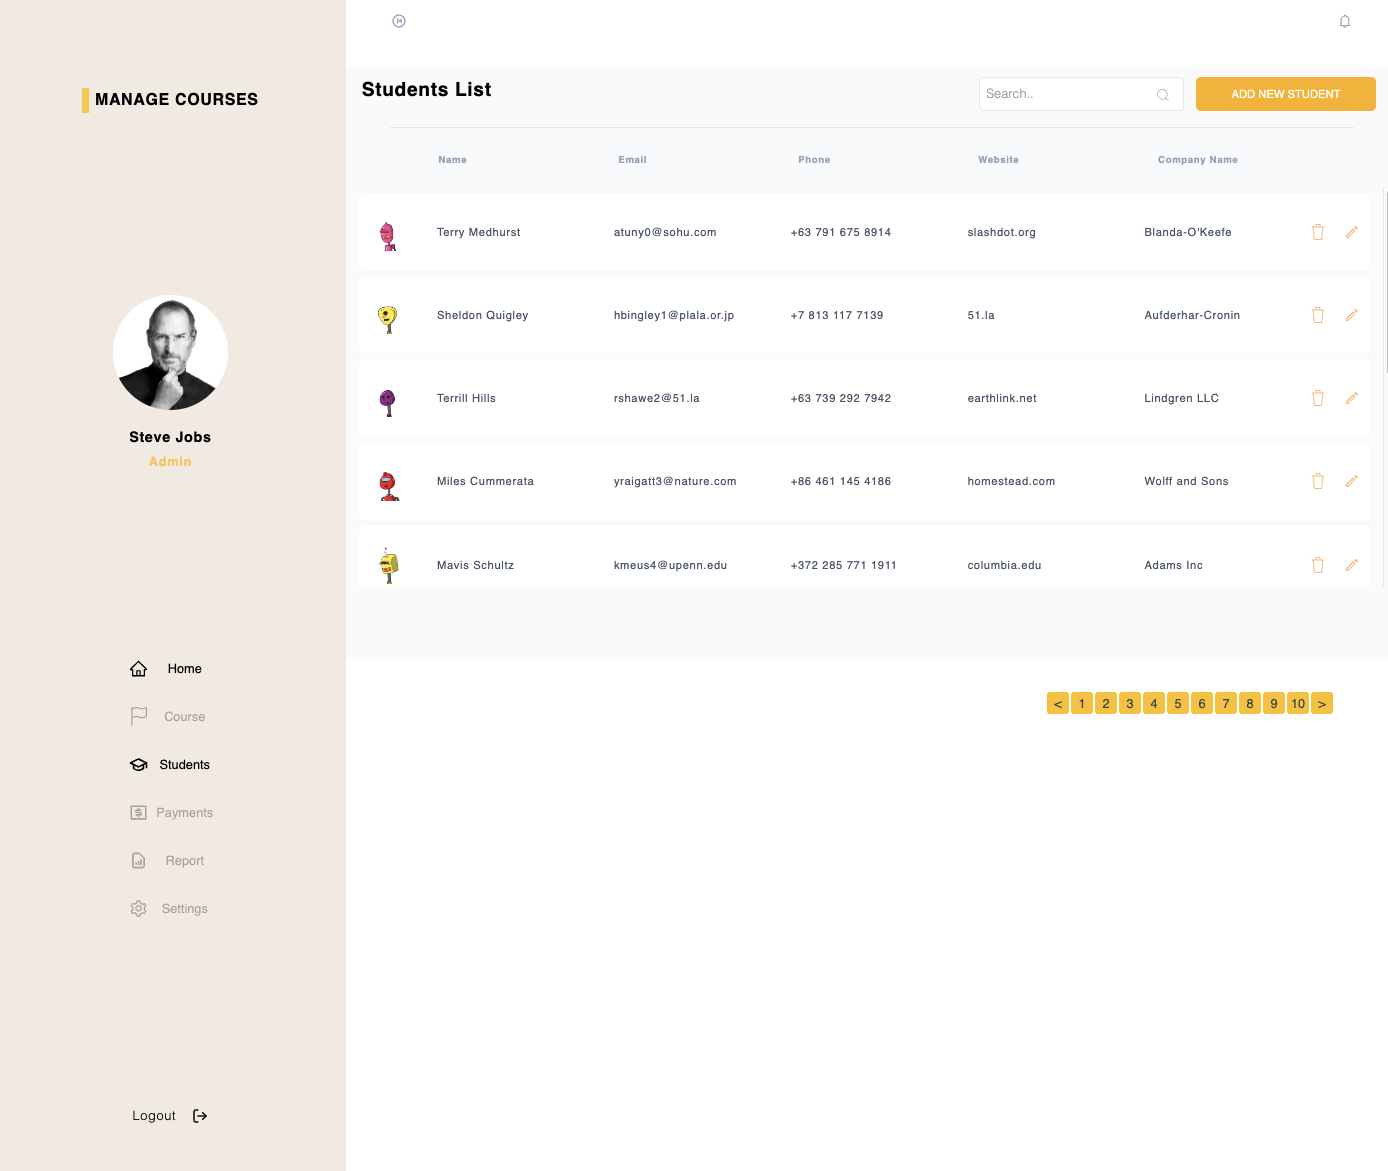 MANAGE COURSES
Steve Jobs
Admin
Home
Course
Students
Payments
Report
Settings
Logout
Students List
Search..
ADD NEW STUDENT
Name Email Phone Website Company Name
Terry Medhurst atuny0@sohu.com +63 791 675 8914 slashdot.org Blanda-O'Keefe
Sheldon Quigley hbingley1@plala.or.jp +7 813 117 7139 51.la Aufderhar-Cronin
Terrill Hills rshawe2@51.la +63 739 292 7942 earthlink.net Lindgren LLC
Miles Cummerata yraigatt3@nature.com +86 461 145 4186 homestead.com Wolff and Sons
Mavis Schultz kmeus4@upenn.edu +372 285 771 1911 columbia.edu Adams Inc
< 1 2 3 4 5 6 7 8 9 10 >